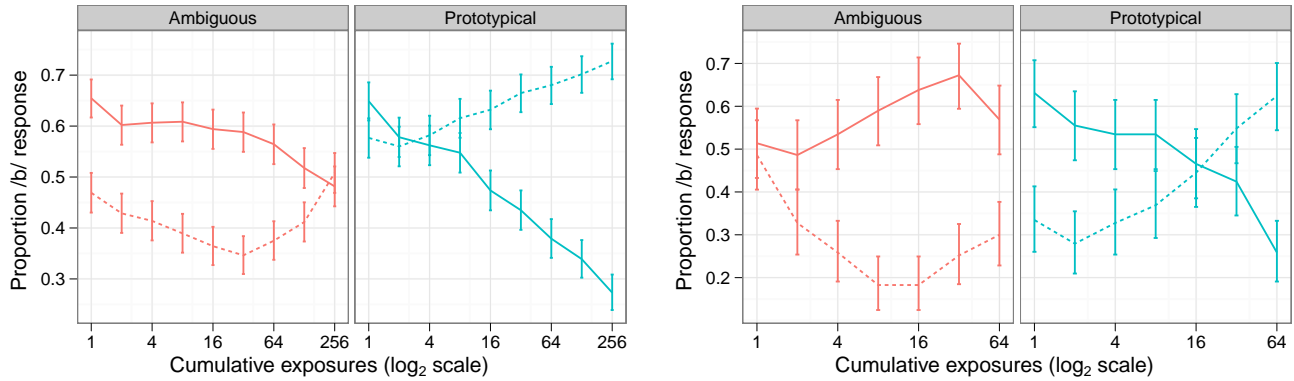 Ambiguous Prototypical
Proportion /b/ response
0.7
0.6
0.5
0.4
0.3
1 4 16 64 256 1 4 16 64 256
Cumulative exposures (log2 scale)
Ambiguous Prototypical
Proportion /b/ response
0.7
0.6
0.5
0.4
0.3
0.2
1 4 16 64 1 4 16 64
Cumulative exposures (log2 scale)